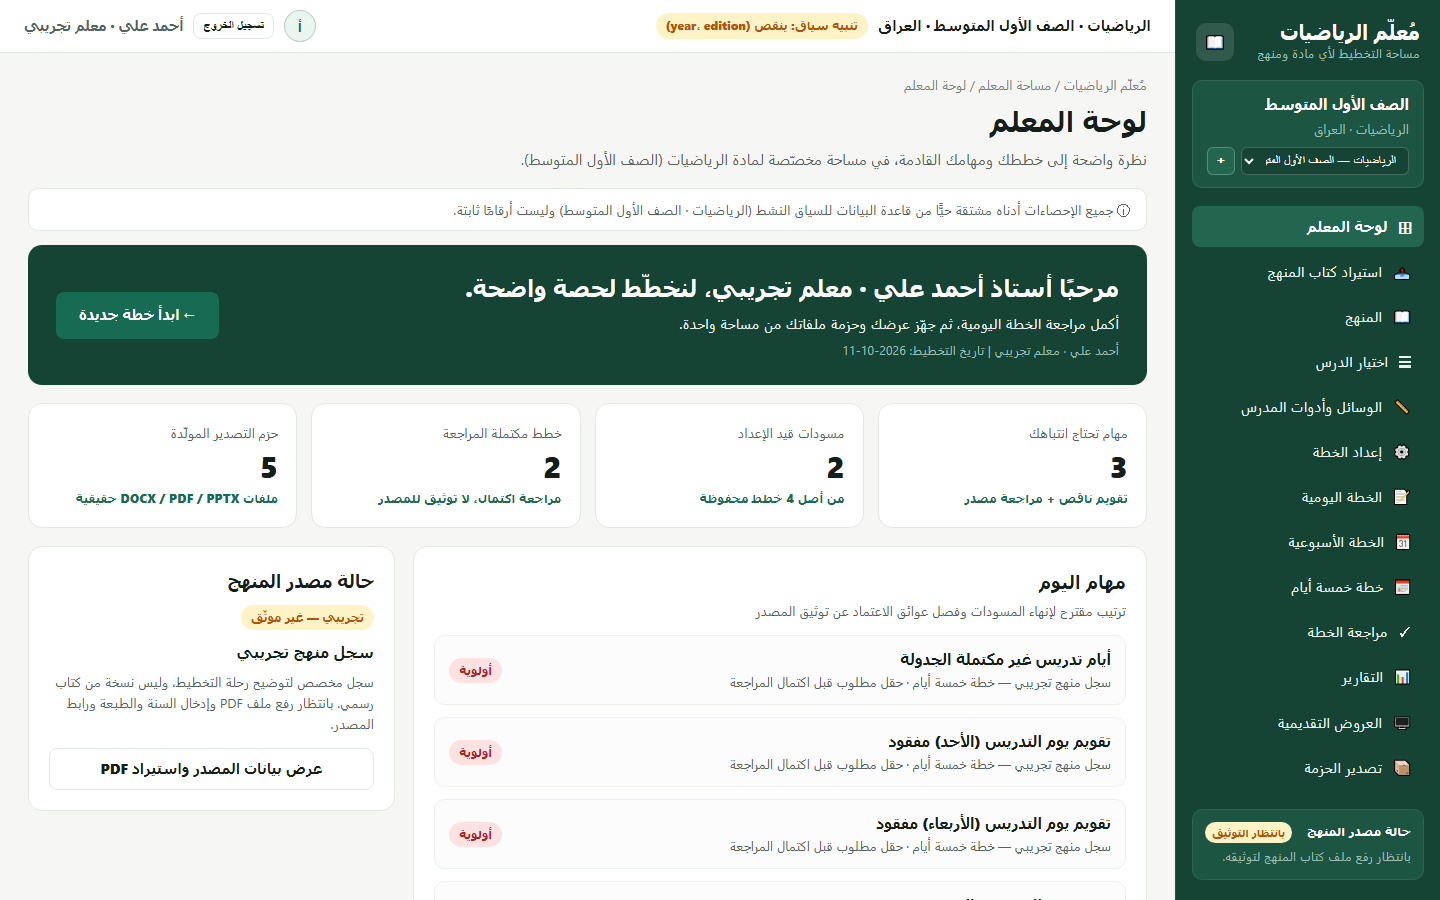 مُعلّم الرياضيات
مساحة التخطيط لأي مادة ومنهج
الصف الأول المتوسط
الرياضيات · العراق
الرياضيات — الصف الأول المتو
+
لوحة المعلم
استيراد كتاب المنهج
المنهج
اختيار الدرس
الوسائل وأدوات المدرس
إعداد الخطة
الخطة اليومية
الخطة الأسبوعية
خطة خمسة أيام
مراجعة الخطة
التقارير
العروض التقديمية
تصدير الحزمة
حالة مصدر المنهج
بانتظار التوثيق
بانتظار رفع ملف كتاب المنهج لتوثيقه.
الرياضيات • الصف الأول المتوسط • العراق
تنبيه سياق: ينقص (year، edition)
أ
تسجيل الخروج
أحمد علي • معلم تجريبي
مُعلّم الرياضيات / مساحة المعلم / لوحة المعلم
لوحة المعلم
نظرة واضحة إلى خططك ومهامك القادمة، في مساحة مخصّصة لمادة الرياضيات (الصف الأول المتوسط).
ⓘ جميع الإحصاءات أدناه مشتقة حيًّا من قاعدة البيانات للسياق النشط (الرياضيات · الصف الأول المتوسط) وليست أرقامًا ثابتة.
مرحبًا أستاذ أحمد علي • معلم تجريبي، لنخطّط لحصة واضحة.
أكمل مراجعة الخطة اليومية، ثم جهّز عرضك وحزمة ملفاتك من مساحة واحدة.
أحمد علي · معلم تجريبي | تاريخ التخطيط: 2026-10-11
← ابدأ خطة جديدة
مهام تحتاج انتباهك
3
تقويم ناقص + مراجعة مصدر
مسودات قيد الإعداد
2
من أصل 4 خطط محفوظة
خطط مكتملة المراجعة
2
مراجعة اكتمال، لا توثيق للمصدر
حزم التصدير المولّدة
5
ملفات DOCX / PDF / PPTX حقيقية
مهام اليوم
ترتيب مقترح لإنهاء المسودات وفصل عوائق الاعتماد عن توثيق المصدر
أيام تدريس غير مكتملة الجدولة
سجل منهج تجريبي — خطة خمسة أيام · حقل مطلوب قبل اكتمال المراجعة
أولوية
تقويم يوم التدريس (الأحد) مفقود
سجل منهج تجريبي — خطة خمسة أيام · حقل مطلوب قبل اكتمال المراجعة
أولوية
تقويم يوم التدريس (الأربعاء) مفقود
سجل منهج تجريبي — خطة خمسة أيام · حقل مطلوب قبل اكتمال المراجعة
أولوية
حالة مصدر المنهج
تجريبي — غير موثّق
سجل منهج تجريبي
سجل مخصص لتوضيح رحلة التخطيط، وليس نسخة من كتاب
رسمي. بانتظار رفع ملف PDF وإدخال السنة والطبعة ورابط
المصدر.
عرض بيانات المصدر واستيراد PDF